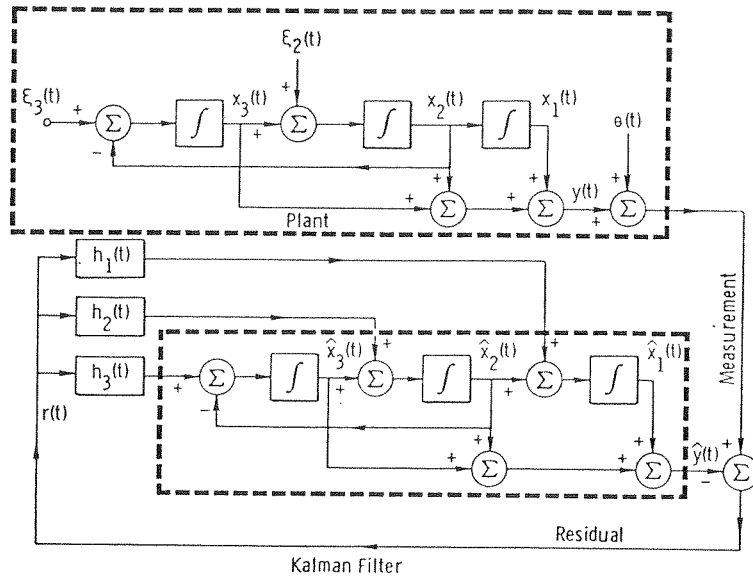 ξ₂(t)
ξ₃(t)
x₃(t)
x₂(t)
x₁(t)
θ(t)
+
+
Σ
∫
+
Σ
∫
∫
−
+
+
+
+
Σ
+
Σ
y(t)
+
Σ
Plant
h₁(t)
h₂(t)
h₃(t)
r(t)
Measurement
+
x̂₃(t)
+
x̂₂(t)
x̂₁(t)
+
Σ
∫
+
Σ
∫
+
Σ
∫
−
+
+
+
+
Σ
+
Σ
ŷ(t)
−
Σ
Residual
Kalman Filter